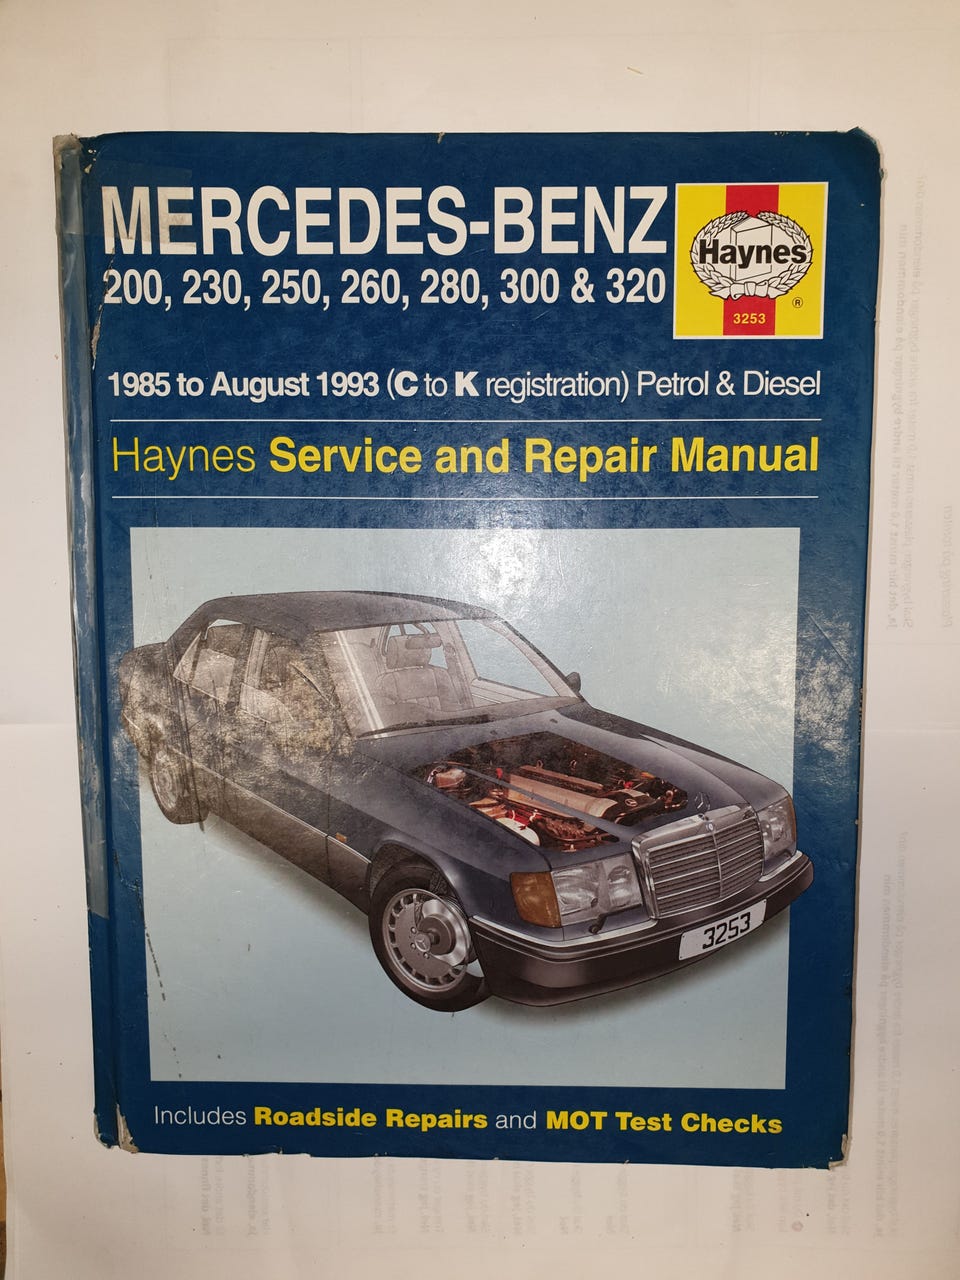 MERCEDES-BENZ
200, 230, 250, 260, 280, 300 & 320
Haynes
®
3253
1985 to August 1993 (C to K registration) Petrol & Diesel
Haynes Service and Repair Manual
3253
Includes Roadside Repairs and MOT Test Checks